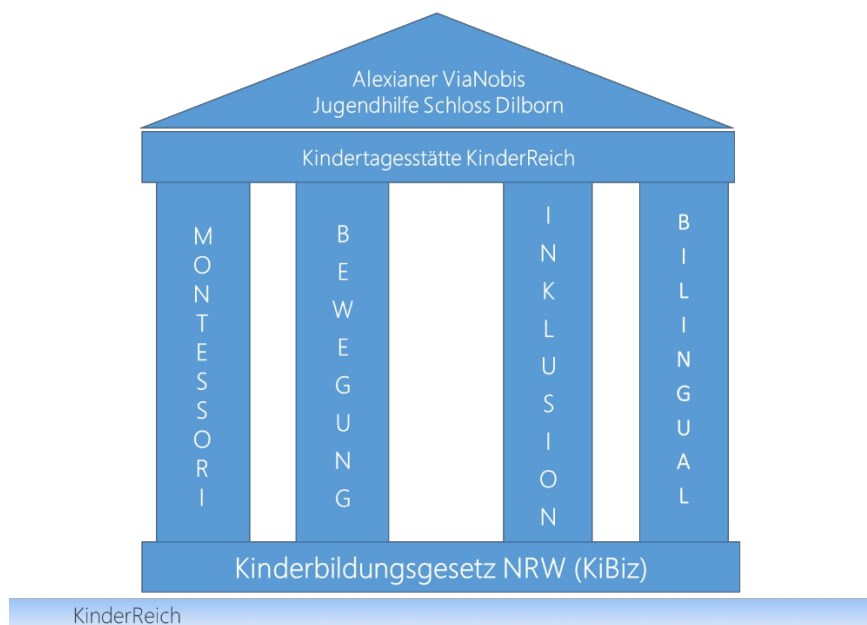 Alexianer ViaNobis
Jugendhilfe Schloss Dilborn
Kindertagesstätte KinderReich
MONTESSORI
BEWEGUNG
INKLUSION
BILINGUAL
Kinderbildungsgesetz NRW (KiBiz)
KinderReich